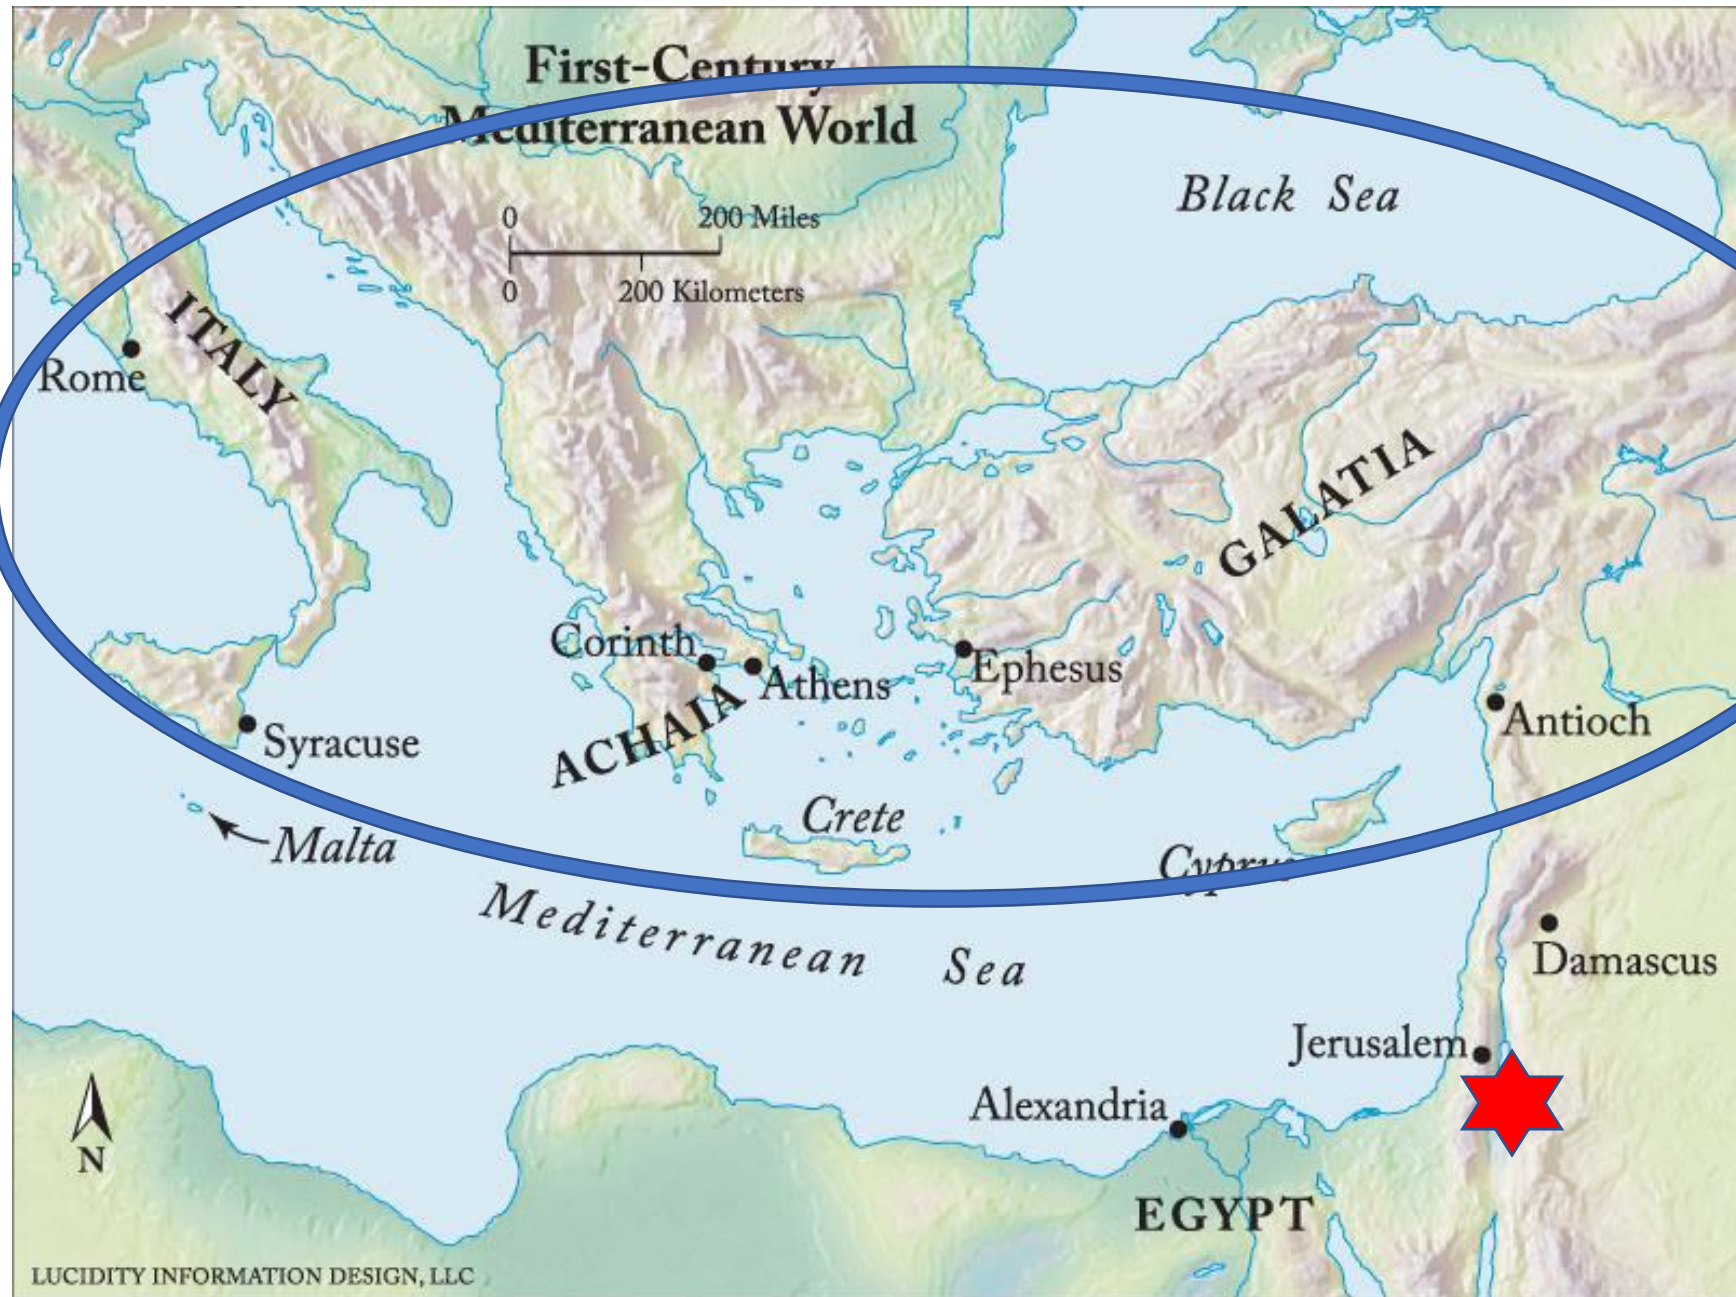 First-Century
Mediterranean World
Black Sea
0 200 Miles
0 200 Kilometers
ITALY
Rome
GALATIA
Corinth
Athens
Ephesus
ACHAIA
Antioch
Syracuse
Crete
Malta
Cyprus
Mediterranean Sea
Damascus
Jerusalem
Alexandria
N
EGYPT
LUCIDITY INFORMATION DESIGN, LLC